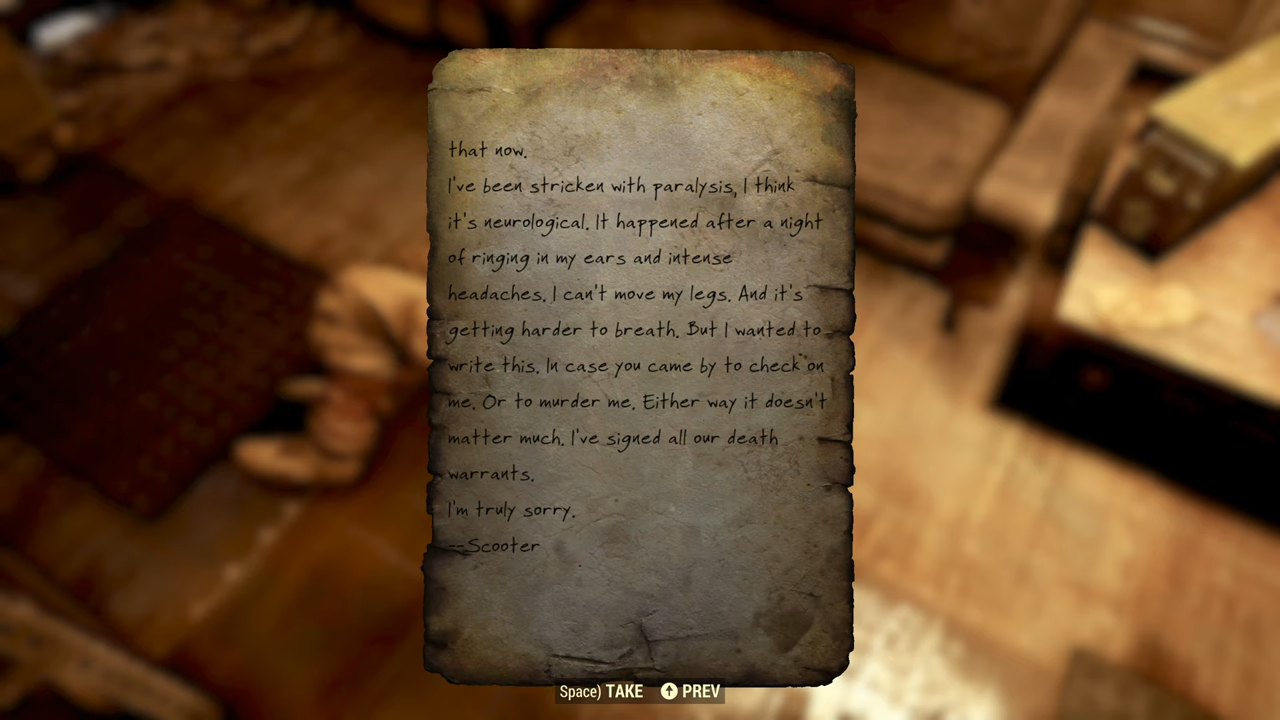 that now.
I've been stricken with paralysis, I think
it's neurological. It happened after a night
of ringing in my ears and intense
headaches. I can't move my legs. And it's
getting harder to breath. But I wanted to
write this. In case you came by to check on
me. Or to murder me. Either way it doesn't
matter much. I've signed all our death
warrants.
I'm truly sorry.
--Scooter
Space) TAKE PREV